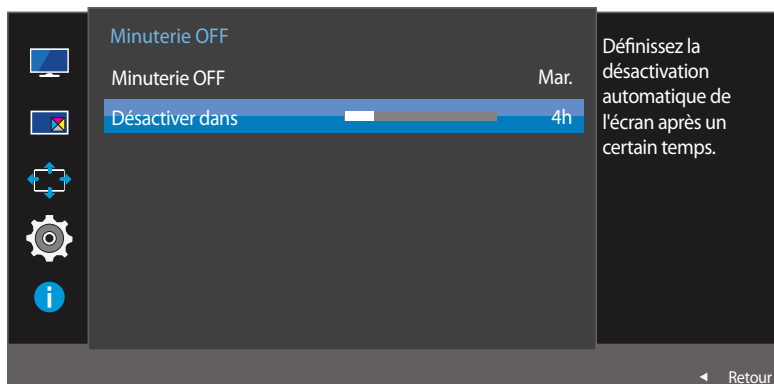 Minuterie OFF
Minuterie OFF Mar.
Désactiver dans 4h
Définissez la
désactivation
automatique de
l'écran après un
certain temps.
Retour